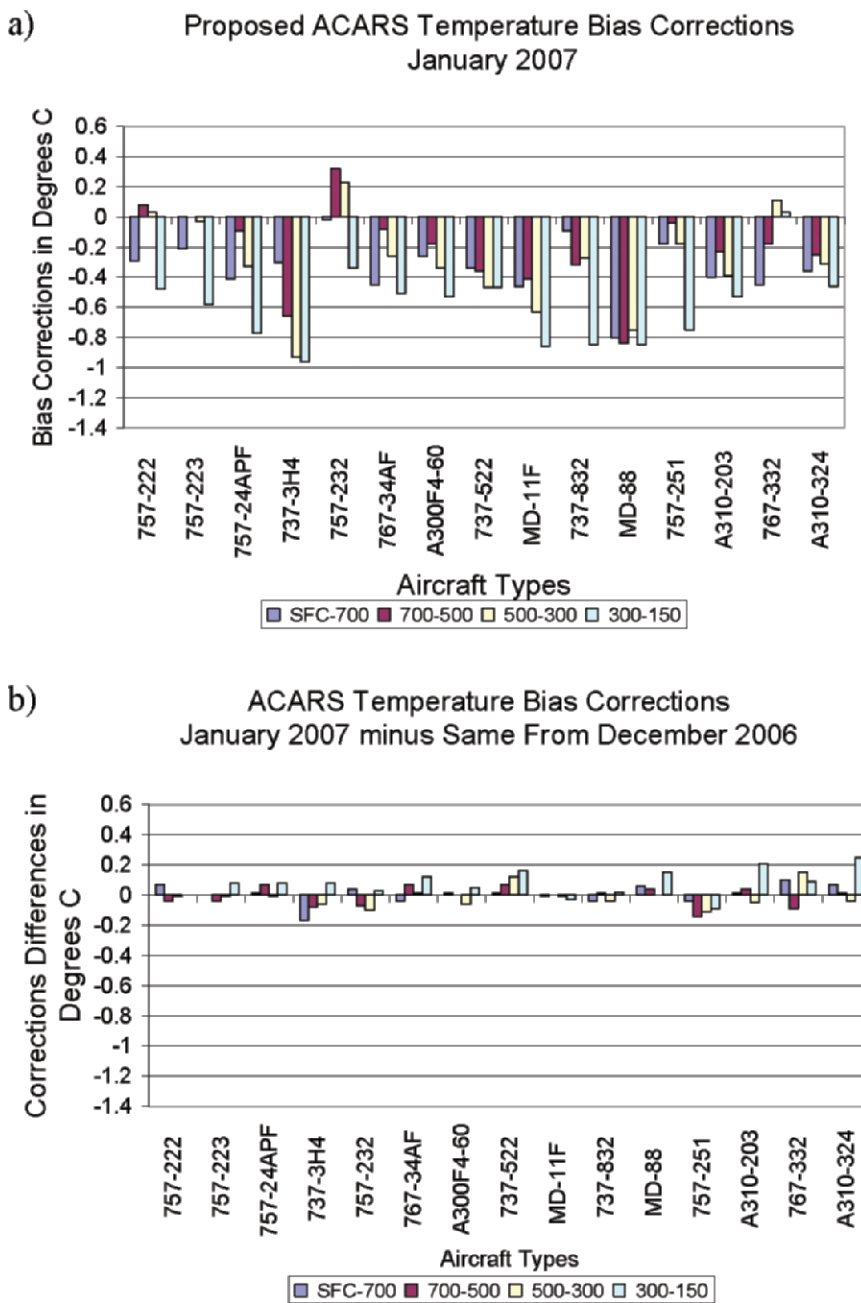 a)
Proposed ACARS Temperature Bias Corrections
January 2007
Bias Corrections in Degrees C
0.6
0.4
0.2
0
-0.2
-0.4
-0.6
-0.8
-1
-1.2
-1.4
757-222
757-223
757-24APF
737-3H4
757-232
767-34AF
A300F4-60
737-522
MD-11F
737-832
MD-88
757-251
A310-203
767-332
A310-324
Aircraft Types
SFC-700 700-500 500-300 300-150
b)
ACARS Temperature Bias Corrections
January 2007 minus Same From December 2006
Corrections Differences in
Degrees C
0.6
0.4
0.2
0
-0.2
-0.4
-0.6
-0.8
-1
-1.2
-1.4
757-222
757-223
757-24APF
737-3H4
757-232
767-34AF
A300F4-60
737-522
MD-11F
737-832
MD-88
757-251
A310-203
767-332
A310-324
Aircraft Types
SFC-700 700-500 500-300 300-150